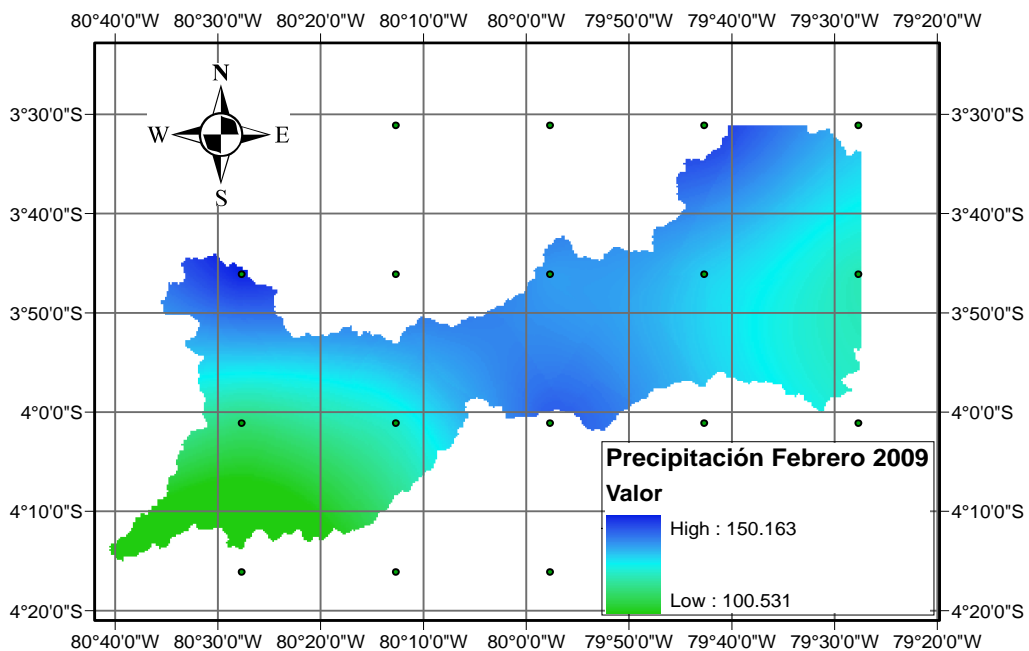 80°40'0"W 80°30'0"W 80°20'0"W 80°10'0"W 80°0'0"W 79°50'0"W 79°40'0"W 79°30'0"W 79°20'0"W
N
W E
S
3°30'0"S 3°30'0"S
3°40'0"S 3°40'0"S
3°50'0"S 3°50'0"S
4°0'0"S 4°0'0"S
Precipitación Febrero 2009
Valor
4°10'0"S 4°10'0"S
High : 150.163
Low : 100.531
4°20'0"S 4°20'0"S
80°40'0"W 80°30'0"W 80°20'0"W 80°10'0"W 80°0'0"W 79°50'0"W 79°40'0"W 79°30'0"W 79°20'0"W